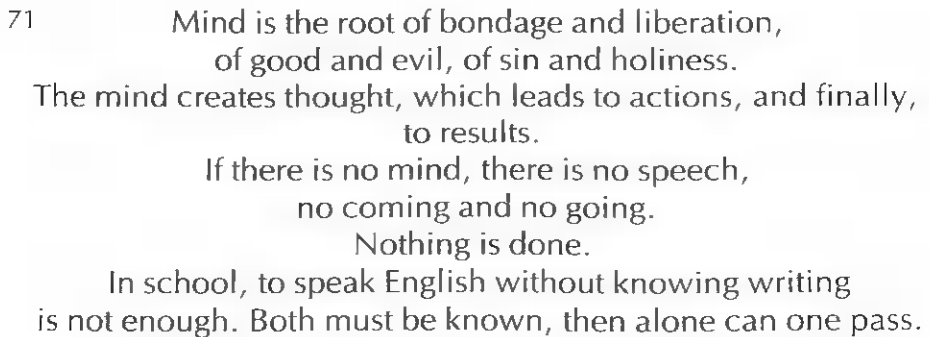 71 Mind is the root of bondage and liberation,
of good and evil, of sin and holiness.
The mind creates thought, which leads to actions, and finally,
to results.
If there is no mind, there is no speech,
no coming and no going.
Nothing is done.
In school, to speak English without knowing writing
is not enough. Both must be known, then alone can one pass.